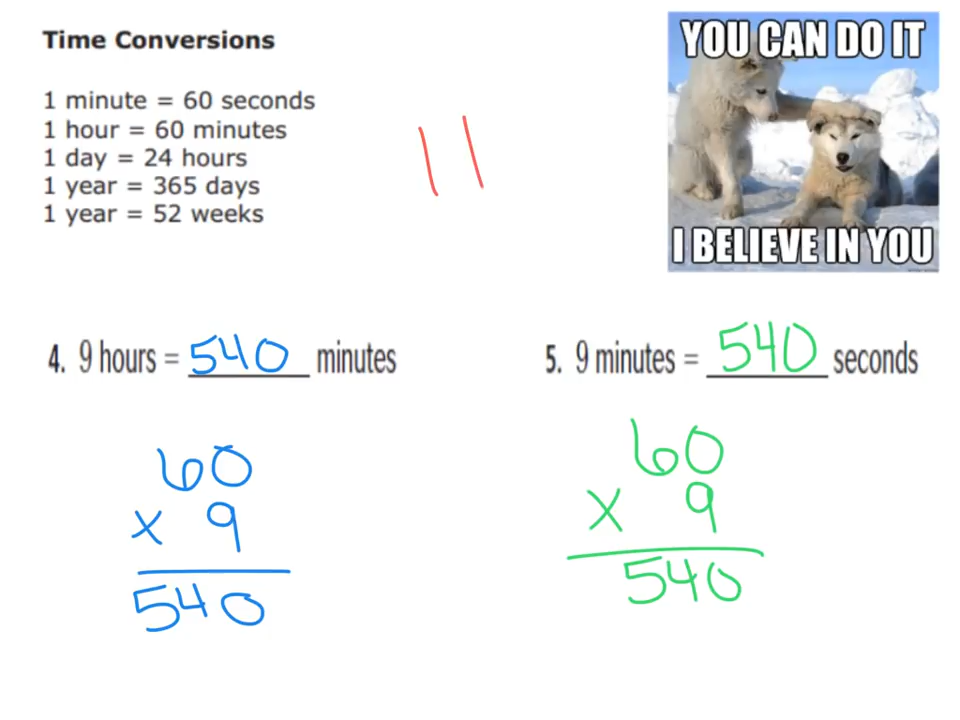 Time Conversions
1 minute = 60 seconds
1 hour = 60 minutes
1 day = 24 hours
1 year = 365 days
1 year = 52 weeks
11
YOU CAN DO IT
I BELIEVE IN YOU
4. 9 hours = 540 minutes
60
x 9
540
5. 9 minutes = 540 seconds
60
x 9
540